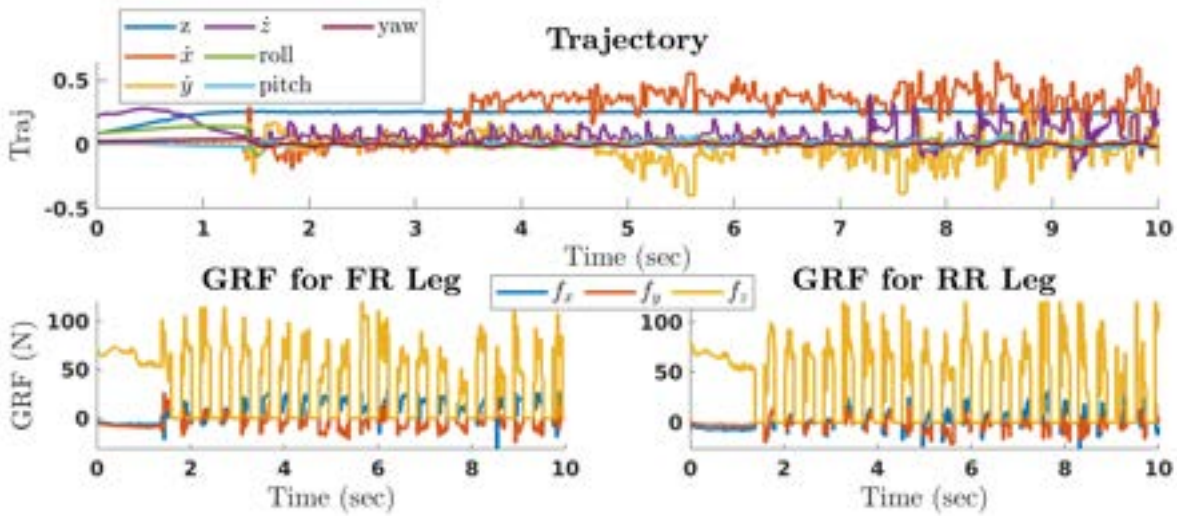 Trajectory
z ż yaw
ẋ roll
ẏ pitch
Traj
0.5
0
-0.5
0 1 2 3 4 5 6 7 8 9 10
Time (sec)
GRF for FR Leg
f_x f_y f_z
GRF for RR Leg
GRF (N)
100
50
0
0 2 4 6 8 10
Time (sec)
100
50
0
0 2 4 6 8 10
Time (sec)